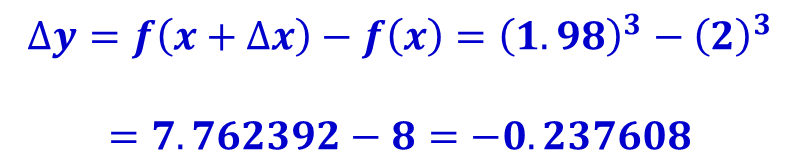 Δy = f(x + Δx) − f(x) = (1.98)³ − (2)³
= 7.762392 − 8 = −0.237608